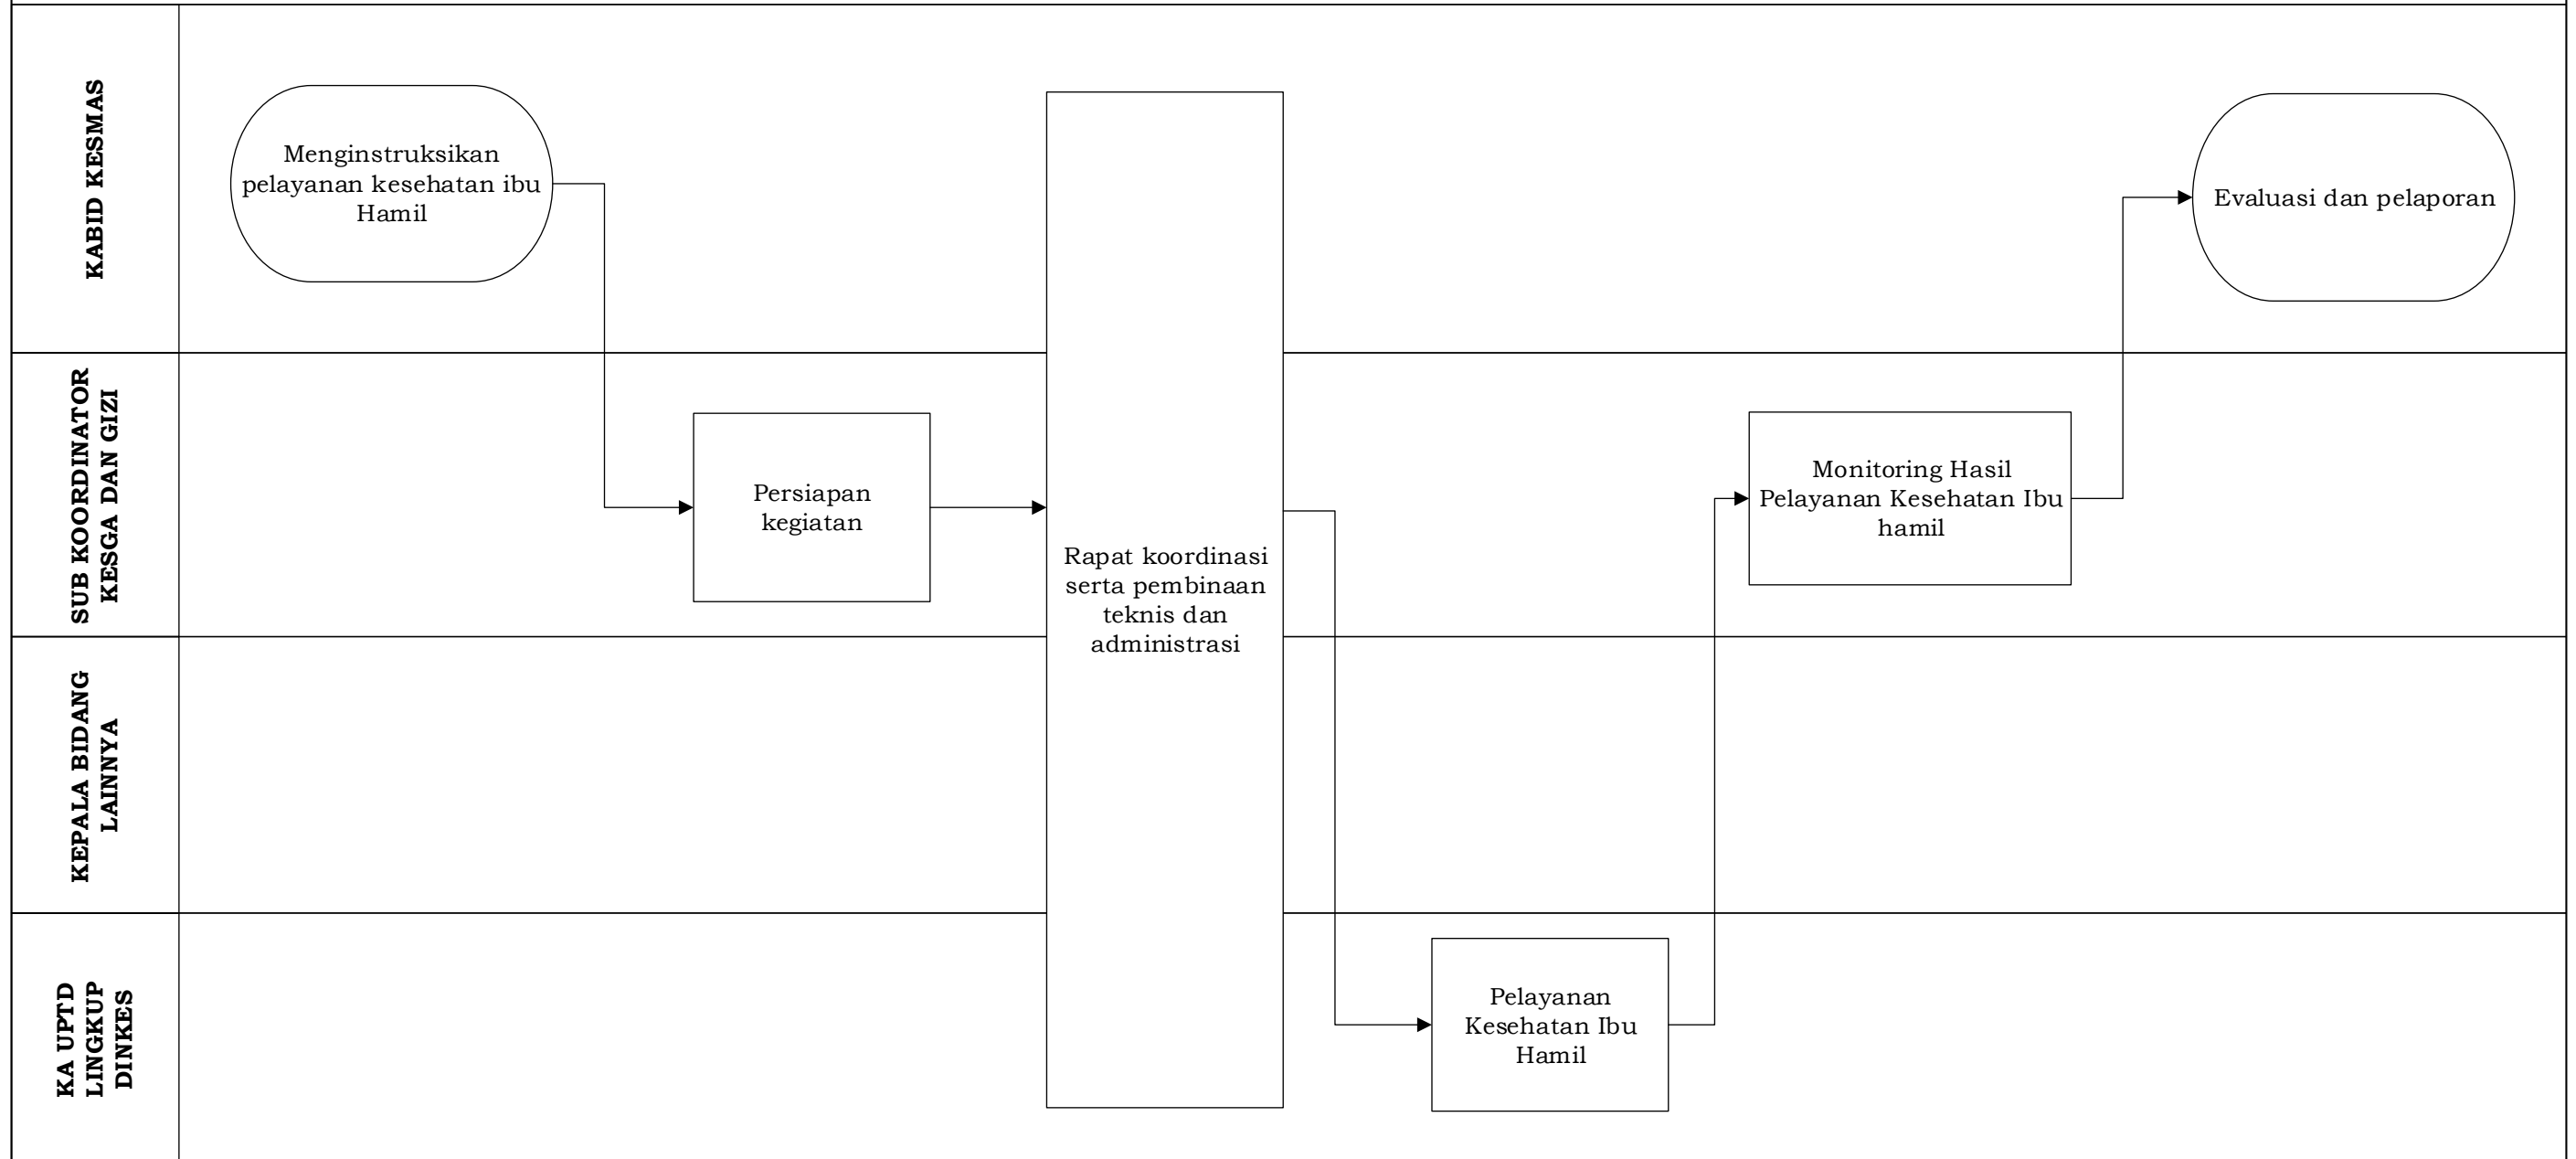 KABID KESMAS
Menginstruksikan
pelayanan kesehatan ibu
Hamil
Evaluasi dan pelaporan
SUB KOORDINATOR
KESGA DAN GIZI
Persiapan
kegiatan
Rapat koordinasi
serta pembinaan
teknis dan
administrasi
Monitoring Hasil
Pelayanan Kesehatan Ibu
hamil
KEPALA BIDANG
LAINNYA
KA UPTD
LINGKUP
DINKES
Pelayanan
Kesehatan Ibu
Hamil